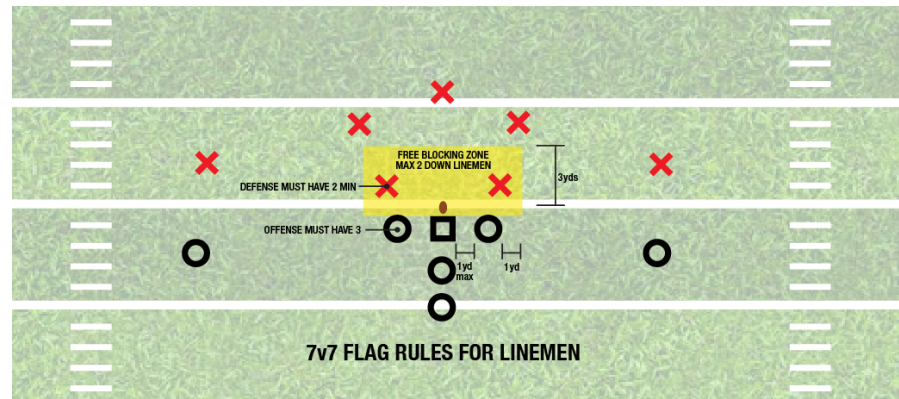 FREE BLOCKING ZONE
MAX 2 DOWN LINEMEN
3yds
DEFENSE MUST HAVE 2 MIN
OFFENSE MUST HAVE 3
1yd
max
1yd
7v7 FLAG RULES FOR LINEMEN